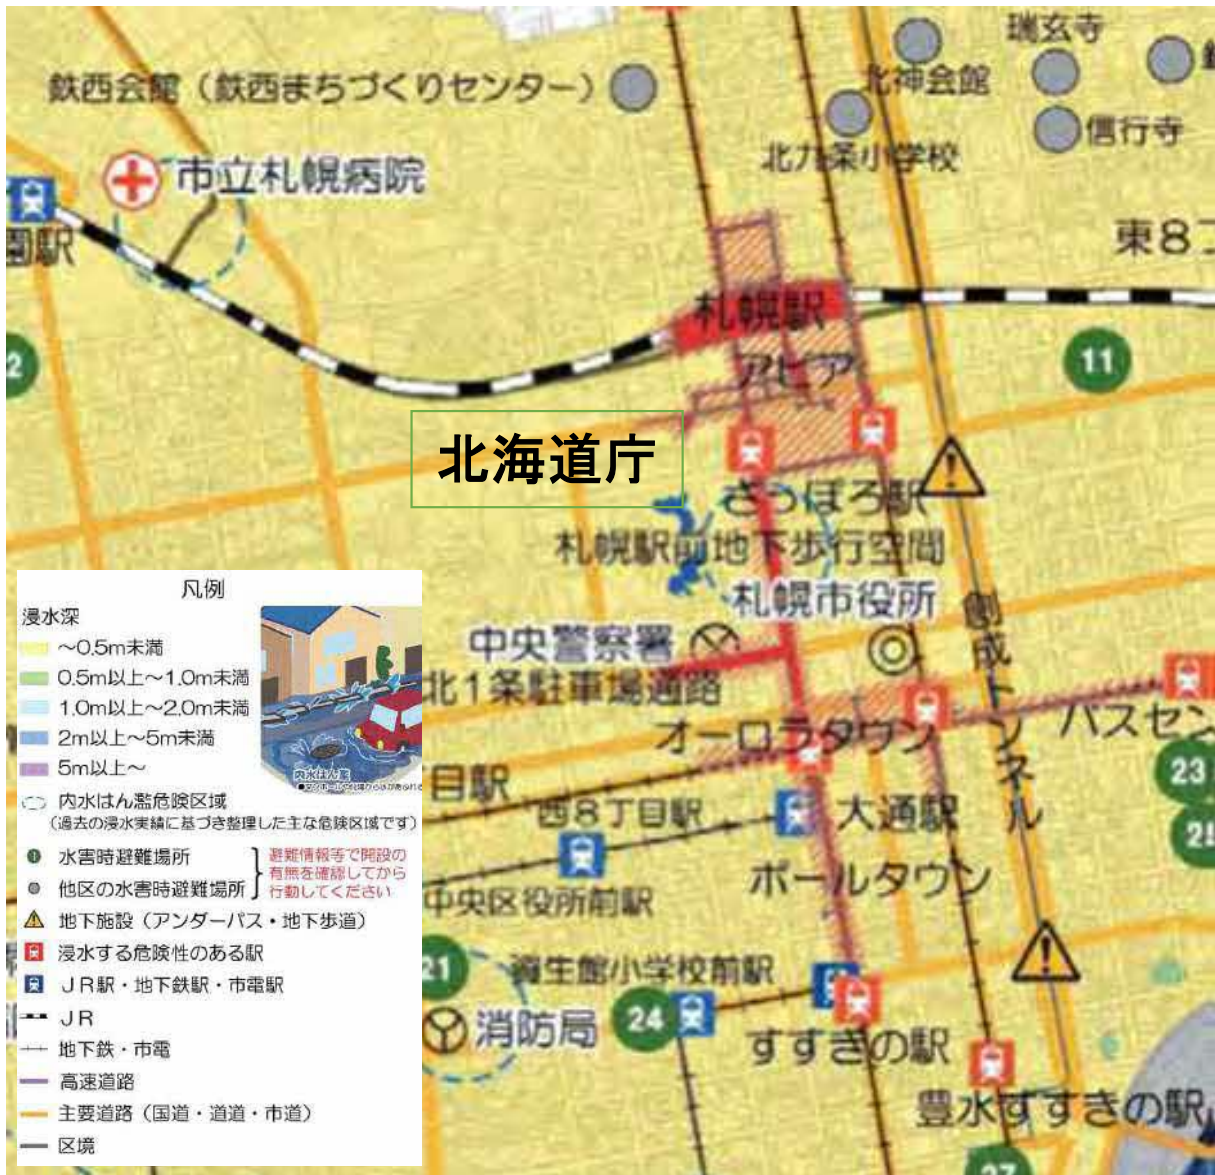 瑞玄寺
鉄西会館（鉄西まちづくりセンター）
北神会館
信行寺
北九条小学校
市立札幌病院
園駅
東8丁
札幌駅
2
アピア
11
北海道庁
さっぽろ駅
札幌駅前地下歩行空間
札幌市役所
創成トンネル
中央警察署
北1条駐車場通路
オーロラタウン
バスセン
目駅
23
西8丁目駅
大通駅
25
ポールタウン
中央区役所前駅
21
資生館小学校前駅
24
消防局
すすきの駅
豊水すすきの駅
27
凡例
浸水深
～0.5m未満
0.5m以上～1.0m未満
1.0m以上～2.0m未満
2m以上～5m未満
5m以上～
内水はん濫
内水はん濫危険区域
（過去の浸水実績に基づき整理した主な危険区域です）
水害時避難場所
他区の水害時避難場所
避難情報等で開設の
有無を確認してから
行動してください
地下施設（アンダーパス・地下歩道）
浸水する危険性のある駅
ＪＲ駅・地下鉄駅・市電駅
ＪＲ
地下鉄・市電
高速道路
主要道路（国道・道道・市道）
区境